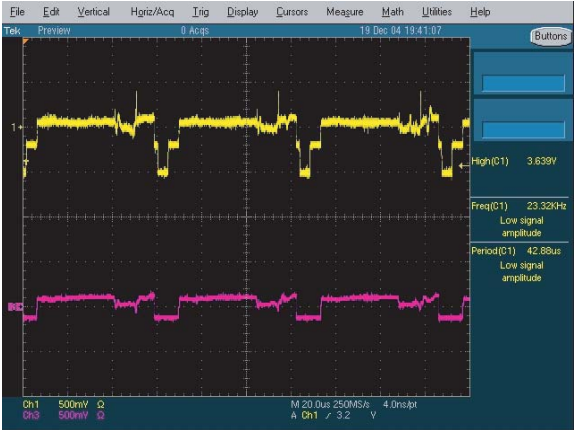 File Edit Vertical Horiz/Acq Trig Display Cursors Measure Math Utilities Help
Tek Preview 0 Acqs 19 Dec 04 19:41:07
Buttons
1
High(C1) 3.639V
Freq(C1) 23.32KHz
Low signal
amplitude
Period(C1) 42.88us
Low signal
amplitude
Ch1 500mV Ω M 20.0us 250MS/s 4.0ns/pt
Ch3 500mV Ω A Ch1 ∕ 3.2 V